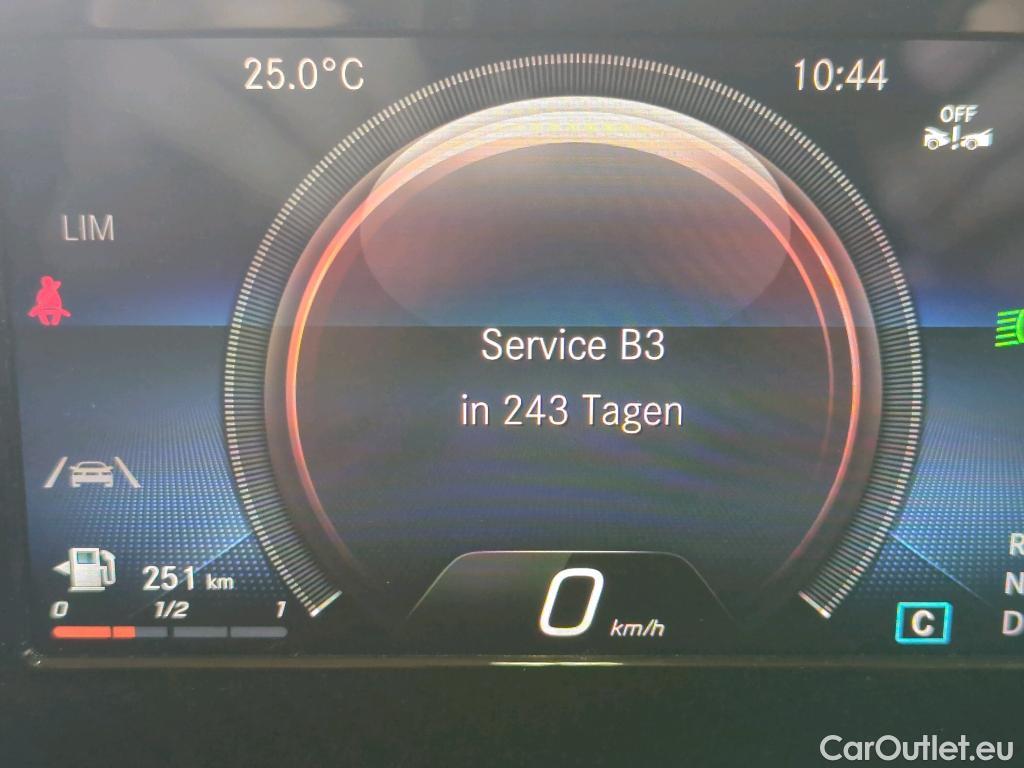 25.0°C
10:44
OFF
LIM
Service B3
in 243 Tagen
251 km
0 1/2 1
0 km/h
R
N
D
C
CarOutlet.eu